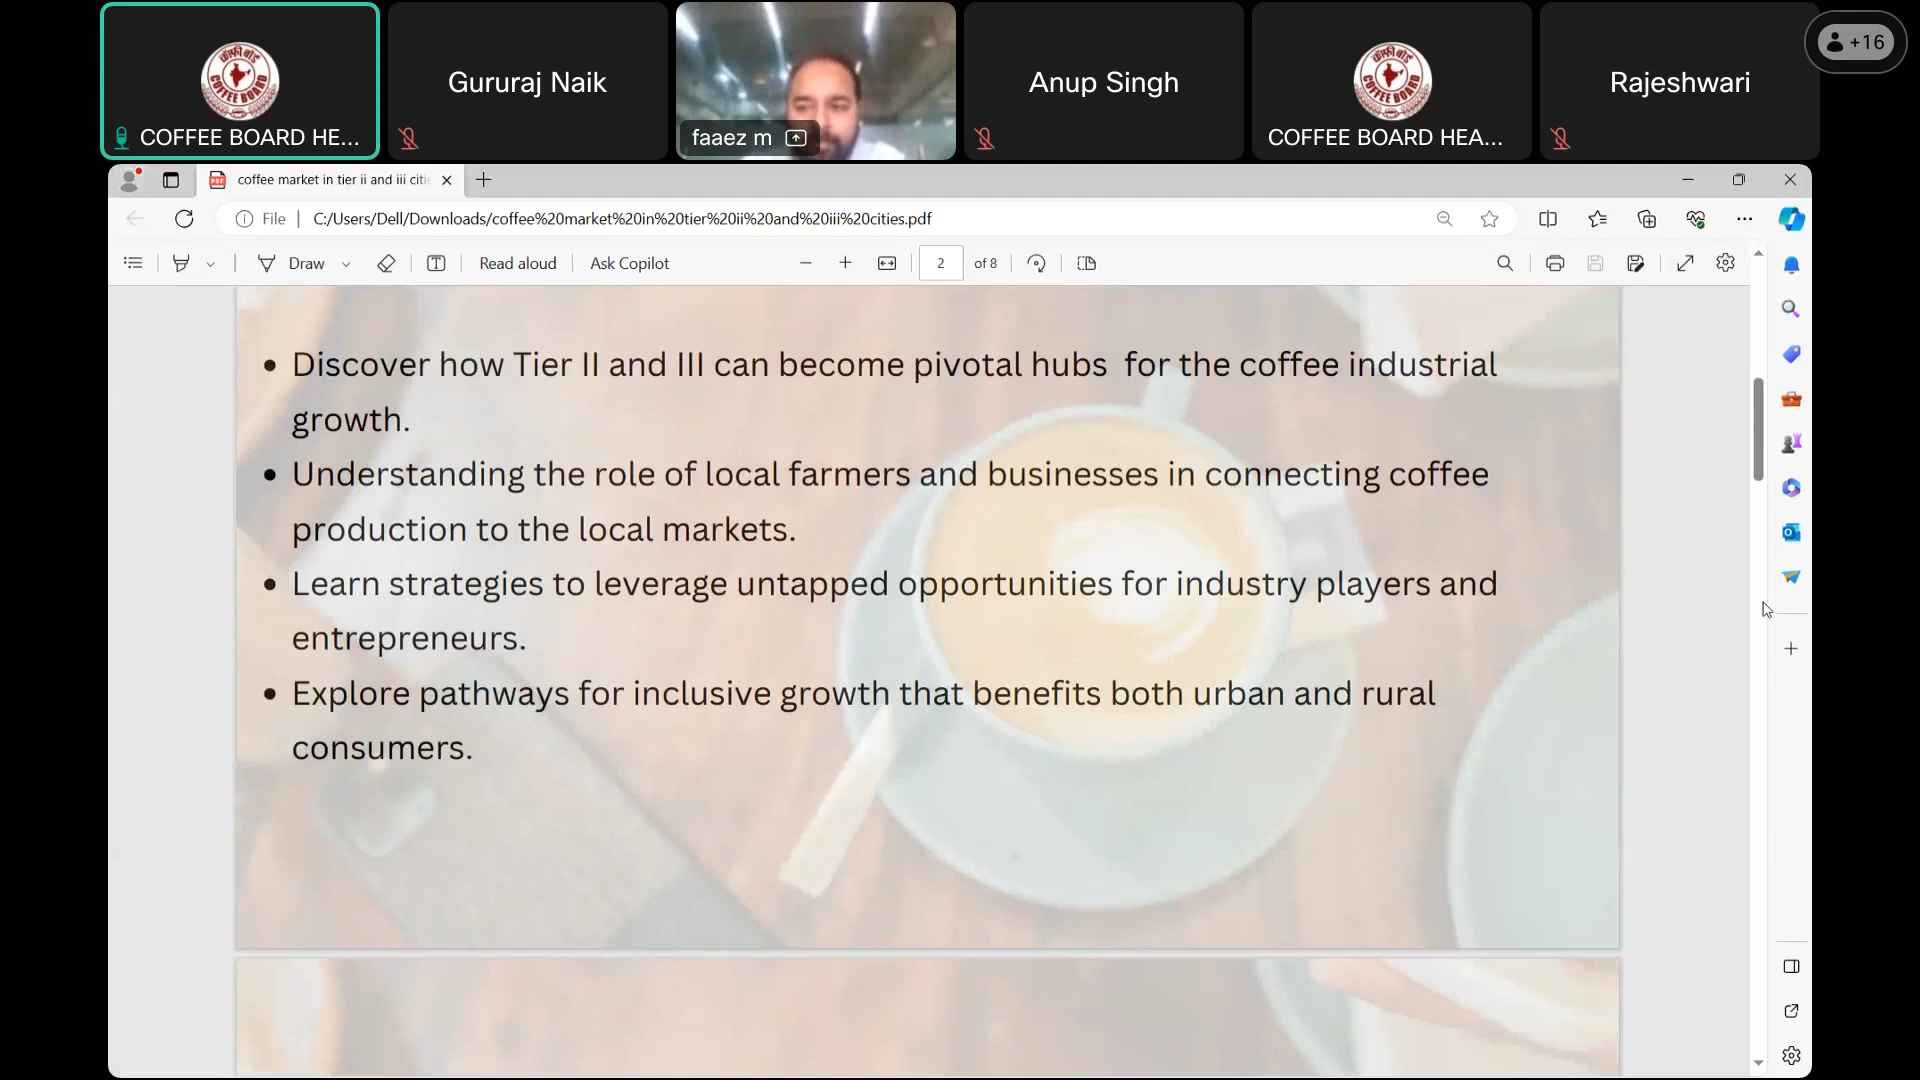 COFFEE BOARD HE...
Gururaj Naik
faaez m
Anup Singh
COFFEE BOARD HEA...
Rajeshwari
+16
कॉफी बोर्ड
COFFEE BOARD
कॉफी बोर्ड
COFFEE BOARD
coffee market in tier ii and iii citi
File
C:/Users/Dell/Downloads/coffee%20market%20in%20tier%20ii%20and%20iii%20cities.pdf
Draw
Read aloud
Ask Copilot
2
of 8
• Discover how Tier II and III can become pivotal hubs  for the coffee industrial
growth.
• Understanding the role of local farmers and businesses in connecting coffee
production to the local markets.
• Learn strategies to leverage untapped opportunities for industry players and
entrepreneurs.
• Explore pathways for inclusive growth that benefits both urban and rural
consumers.